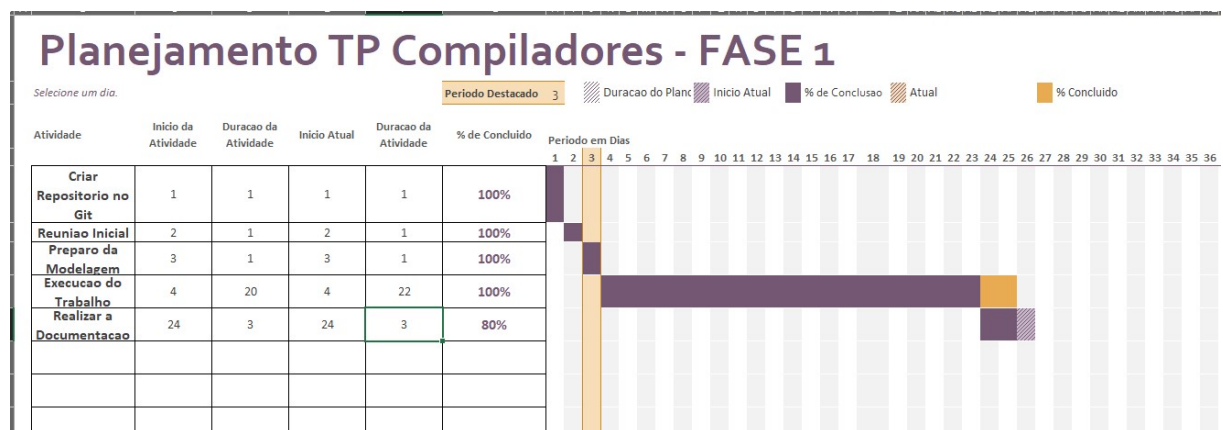 Planejamento TP Compiladores - FASE 1
Selecione um dia.
Periodo Destacado 3
Duracao do Planc
Inicio Atual
% de Conclusao
Atual
% Concluido
Atividade
Inicio da Atividade
Duracao da Atividade
Inicio Atual
Duracao da Atividade
% de Concluido
Periodo em Dias
1 2 3 4 5 6 7 8 9 10 11 12 13 14 15 16 17 18 19 20 21 22 23 24 25 26 27 28 29 30 31 32 33 34 35 36
Criar
Repositorio no
Git
1 1 1 1 100%
Reuniao Inicial 2 1 2 1 100%
Preparo da
Modelagem
3 1 3 1 100%
Execucao do
Trabalho
4 20 4 22 100%
Realizar a
Documentacao
24 3 24 3 80%